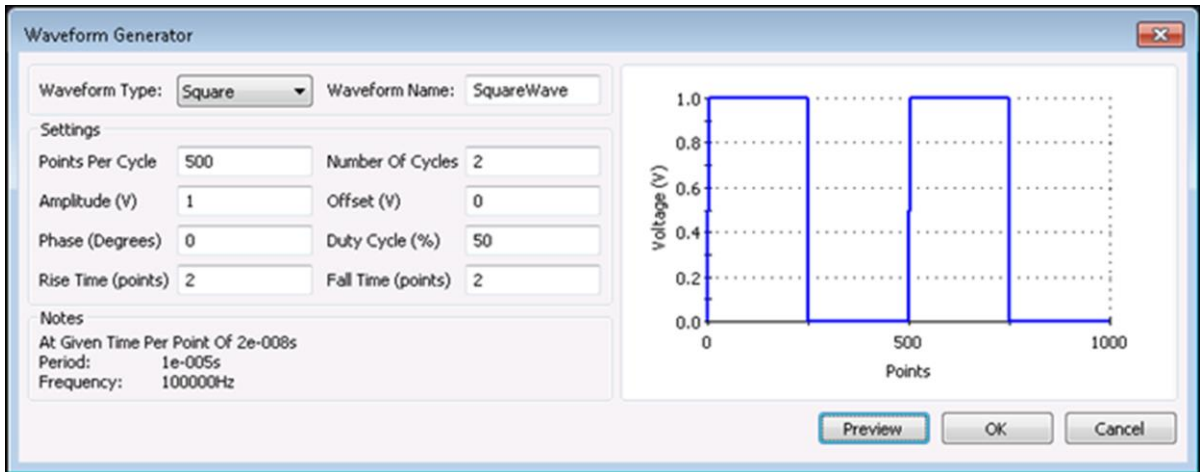 Waveform Generator
Waveform Type: Square Waveform Name: SquareWave
Settings
Points Per Cycle 500 Number Of Cycles 2
Amplitude (V) 1 Offset (V) 0
Phase (Degrees) 0 Duty Cycle (%) 50
Rise Time (points) 2 Fall Time (points) 2
Notes
At Given Time Per Point Of 2e-008s
Period: 1e-005s
Frequency: 100000Hz
Voltage (V)
1.0
0.8
0.6
0.4
0.2
0.0
0 500 1000
Points
Preview OK Cancel